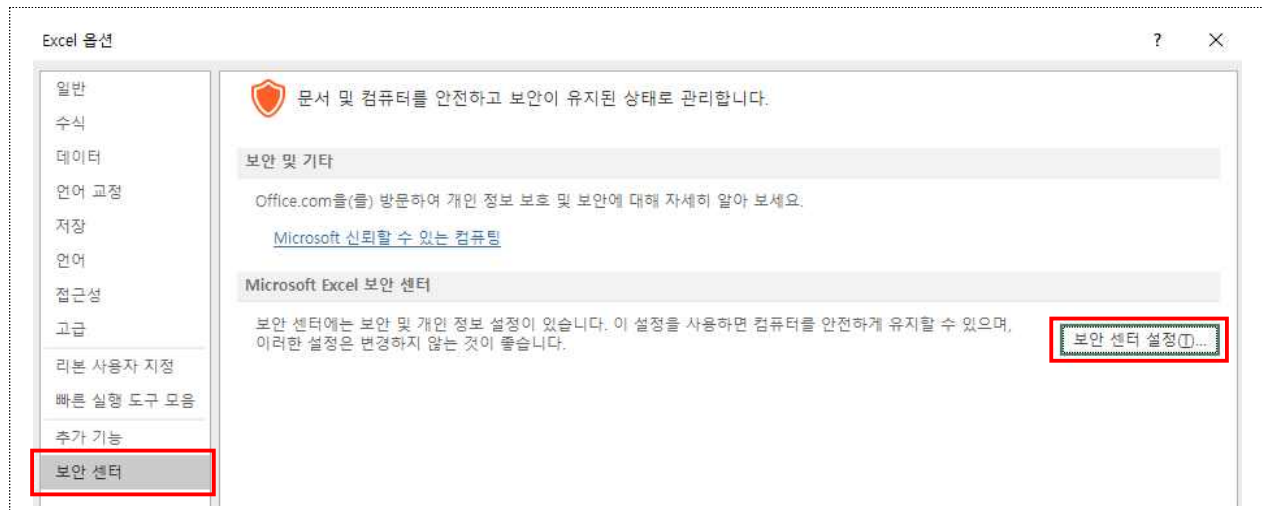 Excel 옵션
?
×
일반
수식
데이터
언어 교정
저장
언어
접근성
고급
리본 사용자 지정
빠른 실행 도구 모음
추가 기능
보안 센터
문서 및 컴퓨터를 안전하고 보안이 유지된 상태로 관리합니다.
보안 및 기타
Office.com을(를) 방문하여 개인 정보 보호 및 보안에 대해 자세히 알아 보세요.
Microsoft 신뢰할 수 있는 컴퓨팅
Microsoft Excel 보안 센터
보안 센터에는 보안 및 개인 정보 설정이 있습니다. 이 설정을 사용하면 컴퓨터를 안전하게 유지할 수 있으며,
이러한 설정은 변경하지 않는 것이 좋습니다.
보안 센터 설정(T)...